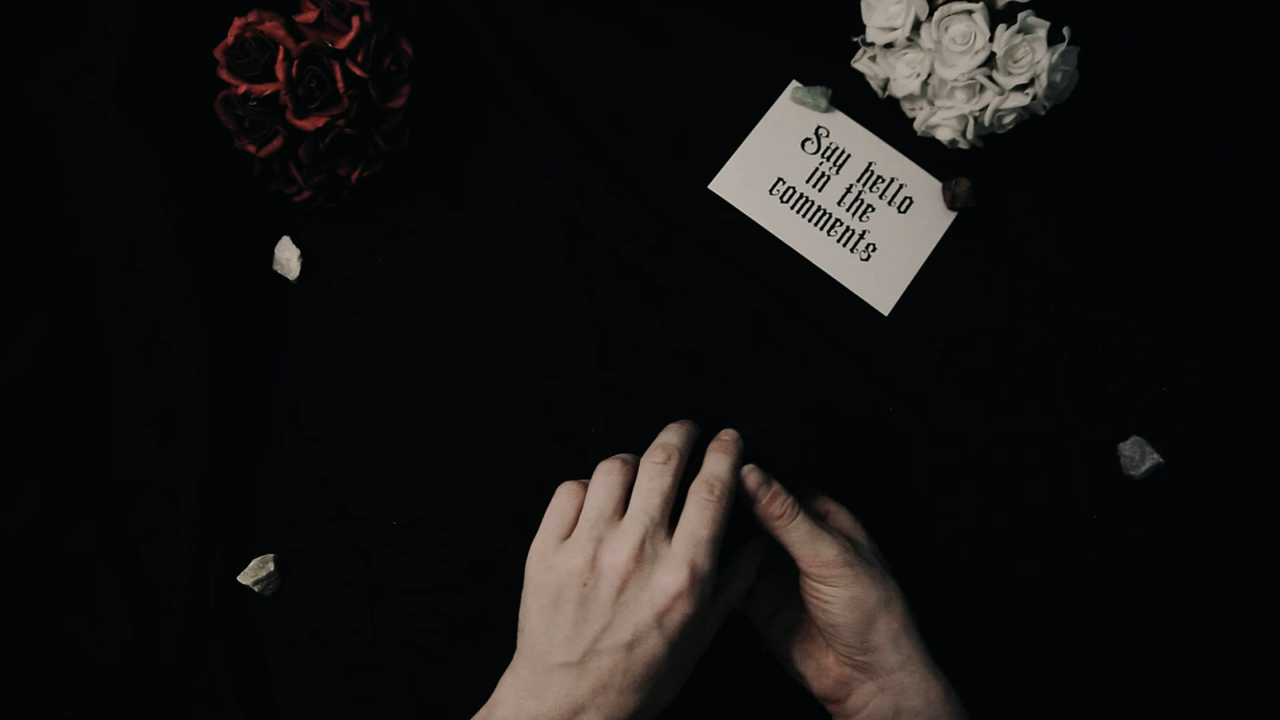 Say hello
in the
comments